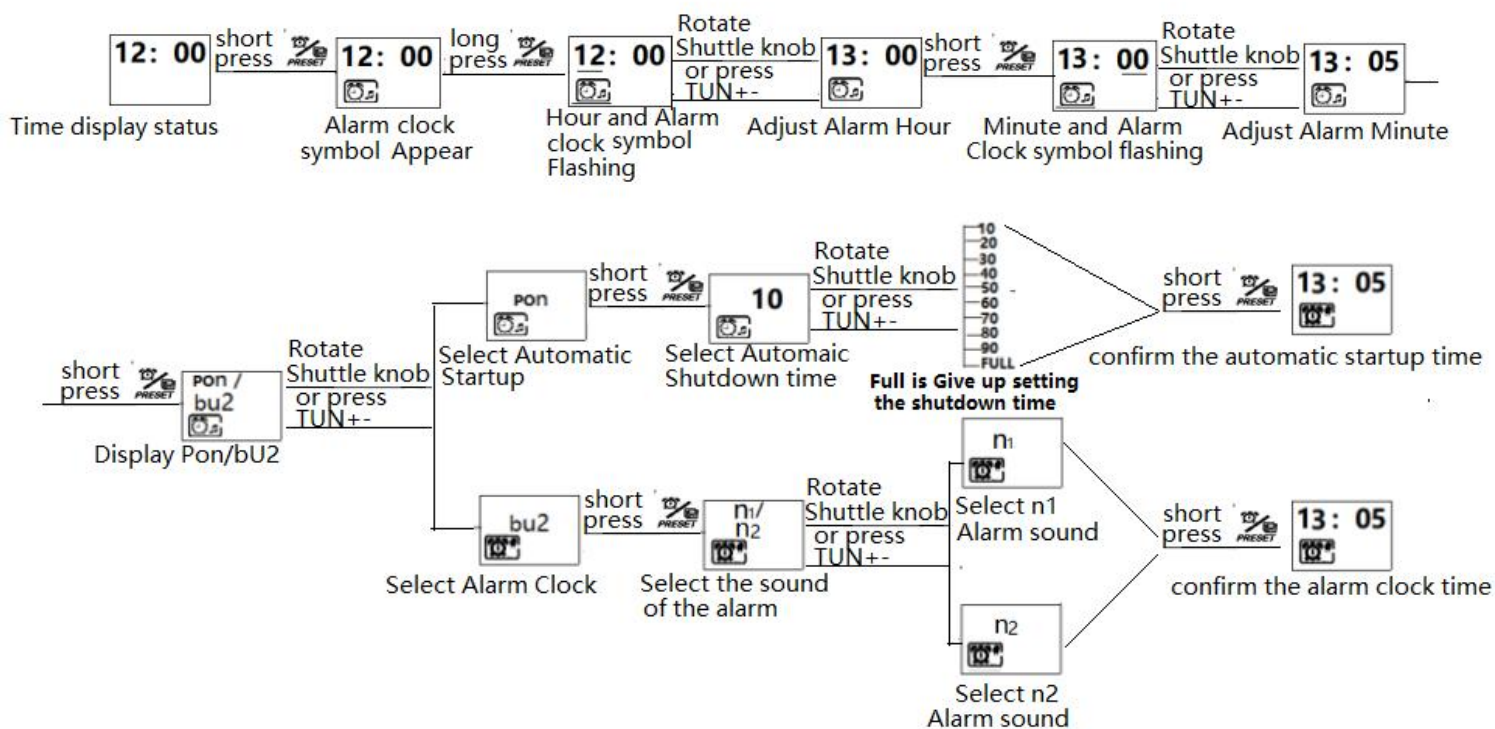 Rotate
Shuttle knob
or press
TUN+-
Rotate
Shuttle knob
or press
TUN+-
12: 00
short
press
PRESET
12: 00
long
press
PRESET
12: 00
13: 00
short
press
PRESET
13: 00
13: 05
Time display status
Alarm clock
symbol Appear
Hour and Alarm
clock symbol
Flashing
Adjust Alarm Hour
Minute and Alarm
Clock symbol flashing
Adjust Alarm Minute
short
press
PRESET
pon /
bu2
Display Pon/bU2
Rotate
Shuttle knob
or press
TUN+-
pon
Select Automatic
Startup
short
press
PRESET
10
Select Automaic
Shutdown time
Rotate
Shuttle knob
or press
TUN+-
10
20
30
40
50
60
70
80
90
FULL
Full is Give up setting
the shutdown time
short
press
PRESET
13: 05
confirm the automatic startup time
bu2
Select Alarm Clock
short
press
PRESET
n1/
n2
Select the sound
of the alarm
Rotate
Shuttle knob
or press
TUN+-
n1
Select n1
Alarm sound
n2
Select n2
Alarm sound
short
press
PRESET
13: 05
confirm the alarm clock time